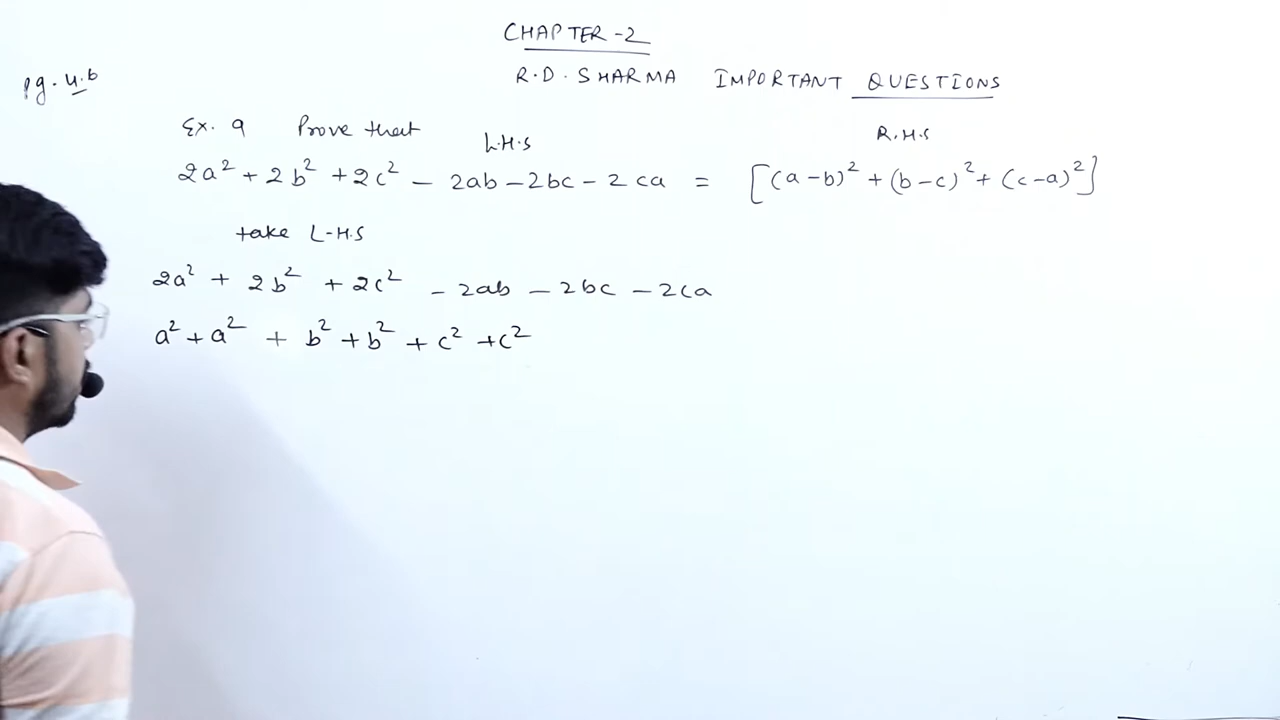 CHAPTER-2
pg. 4.6
R.D. SHARMA IMPORTANT QUESTIONS
Ex. 9 Prove that
L.H.S R.H.S
2a² + 2b² + 2c² - 2ab - 2bc - 2ca = [(a-b)² + (b-c)² + (c-a)²]
take L-H.S
2a² + 2b² + 2c² - 2ab - 2bc - 2ca
a² + a² + b² + b² + c² + c²